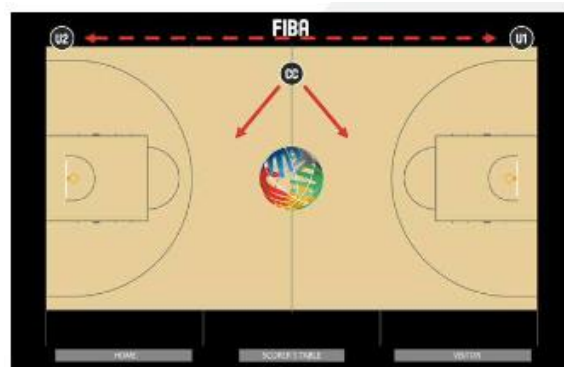 FIBA
U2
U1
CC
HOME
SCORER'S TABLE
VISITOR